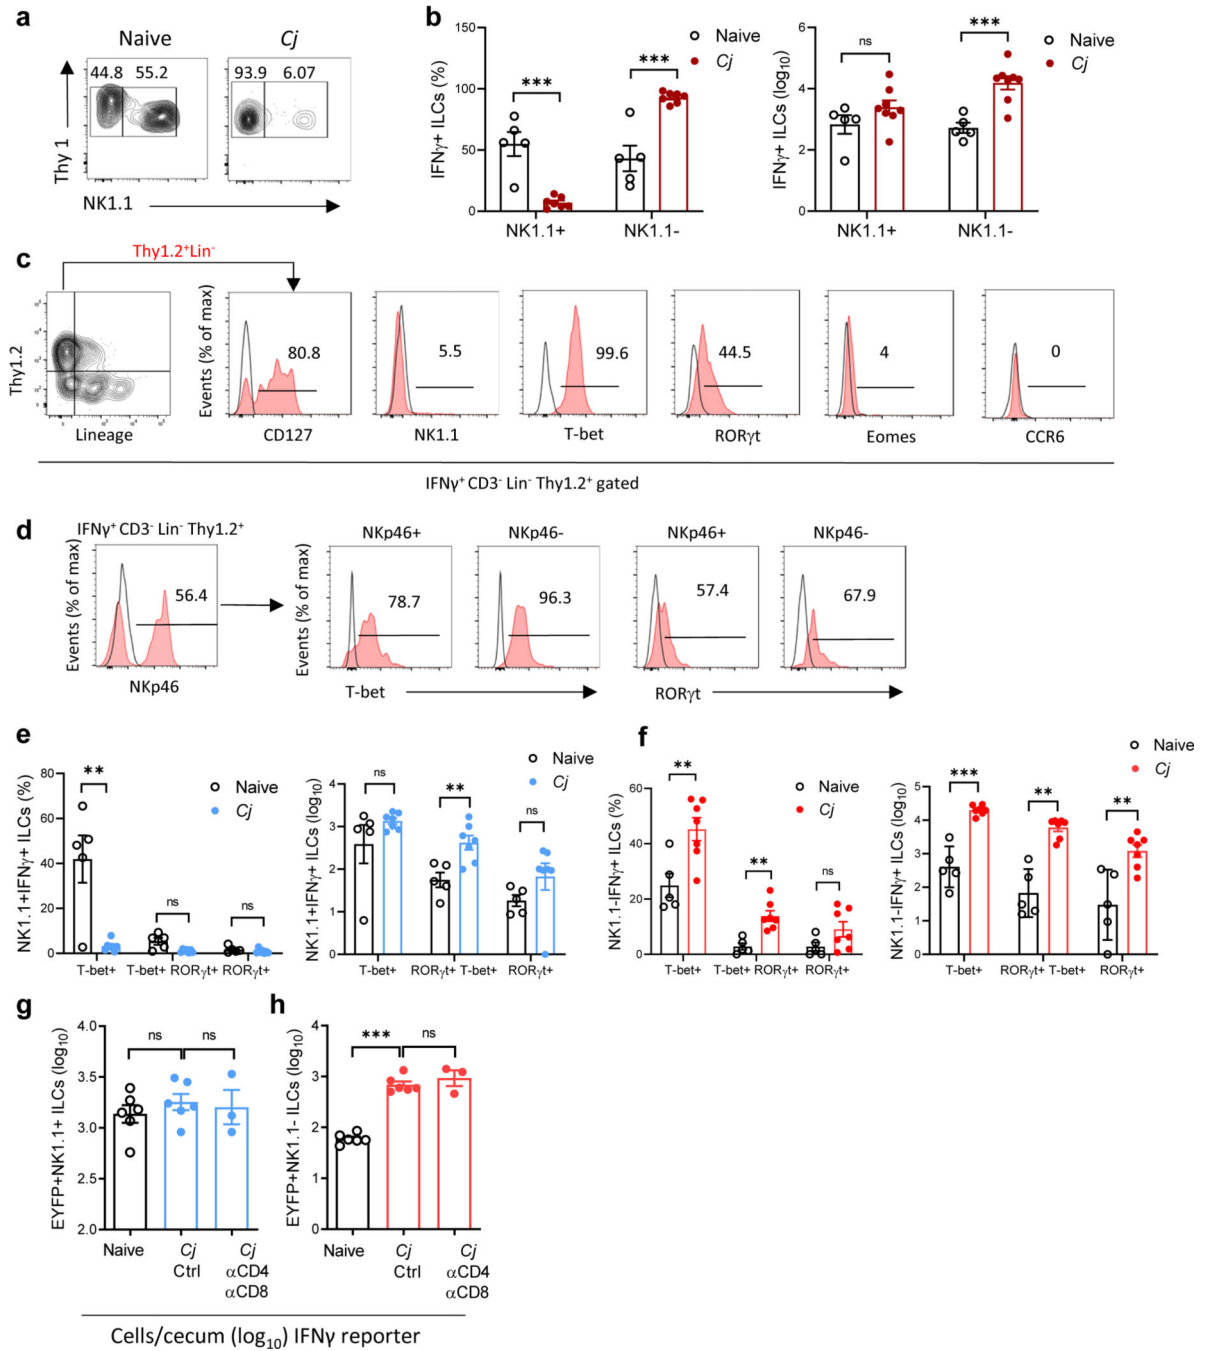 a
Naive
Cj
44.8 55.2
93.9 6.07
Thy 1
NK1.1
b
IFNγ+ ILCs (%)
150
100
50
0
***
***
Naive
Cj
NK1.1+
NK1.1-
IFNγ+ ILCs (log10)
6
4
2
0
ns
***
Naive
Cj
NK1.1+
NK1.1-
c
Thy1.2⁺Lin⁻
Thy1.2
Lineage
Events (% of max)
80.8
CD127
5.5
NK1.1
99.6
T-bet
44.5
RORγt
4
Eomes
0
CCR6
IFNγ⁺ CD3⁻ Lin⁻ Thy1.2⁺ gated
d
IFNγ⁺ CD3⁻ Lin⁻ Thy1.2⁺
Events (% of max)
56.4
NKp46
Events (% of max)
NKp46+
78.7
NKp46-
96.3
T-bet
NKp46+
57.4
NKp46-
67.9
RORγt
e
NK1.1+IFNγ+ ILCs (%)
80
60
40
20
0
**
ns
ns
Naive
Cj
T-bet+
T-bet+ RORγt+
RORγt+
NK1.1+IFNγ+ ILCs (log10)
4
3
2
1
0
ns
**
ns
Naive
Cj
T-bet+
RORγt+ T-bet+
RORγt+
f
NK1.1-IFNγ+ ILCs (%)
60
40
20
0
**
**
ns
Naive
Cj
T-bet+
T-bet+ RORγt+
RORγt+
NK1.1-IFNγ+ ILCs (log10)
5
4
3
2
1
0
***
**
**
Naive
Cj
T-bet+
RORγt+ T-bet+
RORγt+
g
EYFP+NK1.1+ ILCs (log10)
4.0
3.5
3.0
2.5
2.0
ns
ns
Naive
Cj
Ctrl
Cj
αCD4
αCD8
h
EYFP+NK1.1- ILCs (log10)
4
3
2
1
0
***
ns
Naive
Cj
Ctrl
Cj
αCD4
αCD8
Cells/cecum (log10) IFNγ reporter